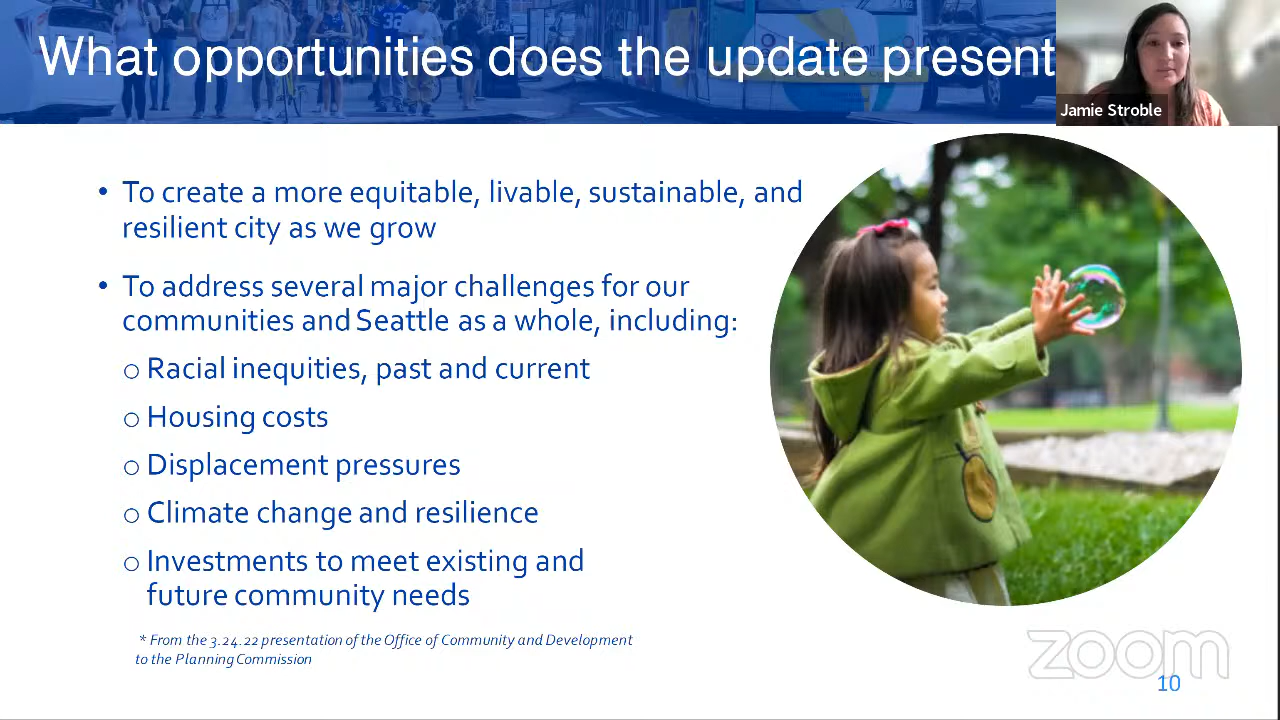 What opportunities does the update present
Jamie Stroble
• To create a more equitable, livable, sustainable, and
resilient city as we grow
• To address several major challenges for our
communities and Seattle as a whole, including:
o Racial inequities, past and current
o Housing costs
o Displacement pressures
o Climate change and resilience
o Investments to meet existing and
future community needs
* From the 3.24.22 presentation of the Office of Community and Development
to the Planning Commission
zoom
10